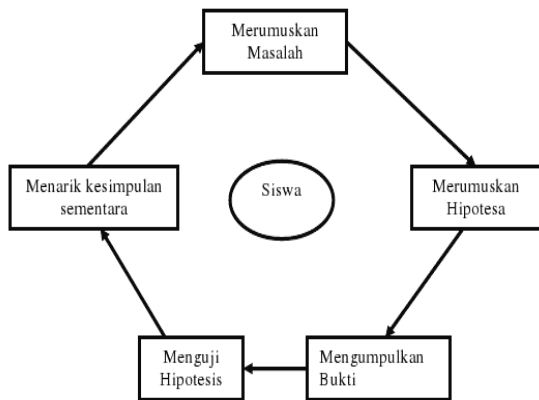 Merumuskan
Masalah
Siswa
Menarik kesimpulan
sementara
Merumuskan
Hipotesa
Menguji
Hipotesis
Mengumpulkan
Bukti